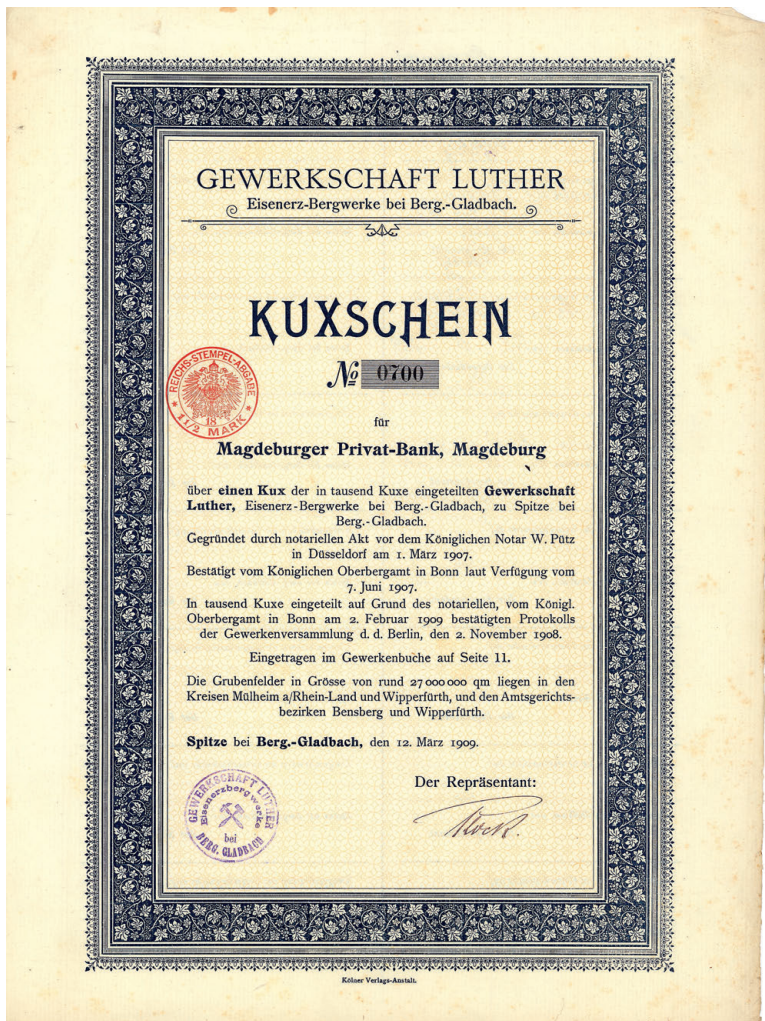 GEWERKSCHAFT LUTHER
Eisenerz-Bergwerke bei Berg.-Gladbach.
KUXSCHEIN
No 0700
REICHS-STEMPEL-ABGABE
18
* 1 1/2 MARK *
für
Magdeburger Privat-Bank, Magdeburg
über einen Kux der in tausend Kuxe eingeteilten Gewerkschaft
Luther, Eisenerz-Bergwerke bei Berg.-Gladbach, zu Spitze bei
Berg.-Gladbach.
Gegründet durch notariellen Akt vor dem Königlichen Notar W. Pütz
in Düsseldorf am 1. März 1907.
Bestätigt vom Königlichen Oberbergamt in Bonn laut Verfügung vom
7. Juni 1907.
In tausend Kuxe eingeteilt auf Grund des notariellen, vom Königl.
Oberbergamt in Bonn am 2. Februar 1909 bestätigten Protokolls
der Gewerkenversammlung d. d. Berlin, den 2. November 1908.
Eingetragen im Gewerkenbuche auf Seite 11.
Die Grubenfelder in Grösse von rund 27 000 000 qm liegen in den
Kreisen Mülheim a/Rhein-Land und Wipperfürth, und den Amtsgerichts-
bezirken Bensberg und Wipperfürth.
Spitze bei Berg.-Gladbach, den 12. März 1909.
Der Repräsentant:
GEWERKSCHAFT LUTHER
Eisenerzbergwerke
bei
BERG. GLADBACH
Kölner Verlags-Anstalt.